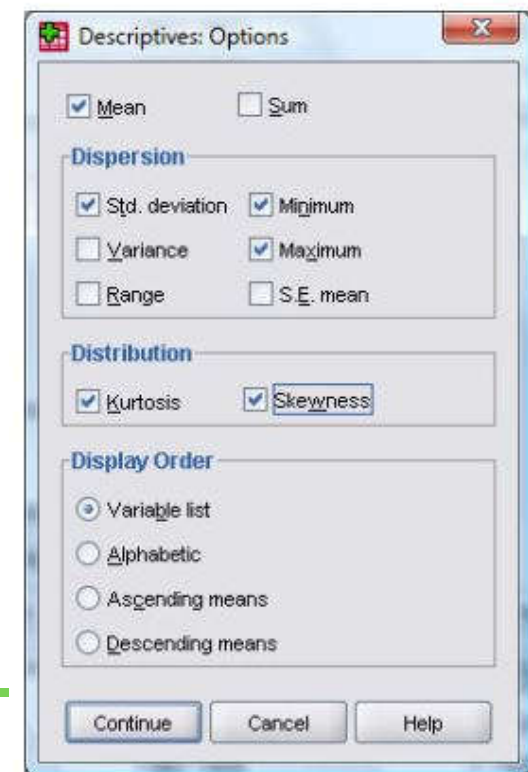 Descriptives: Options
Mean Sum
Dispersion
Std. deviation Minimum
Variance Maximum
Range S.E. mean
Distribution
Kurtosis Skewness
Display Order
Variable list
Alphabetic
Ascending means
Descending means
Continue Cancel Help